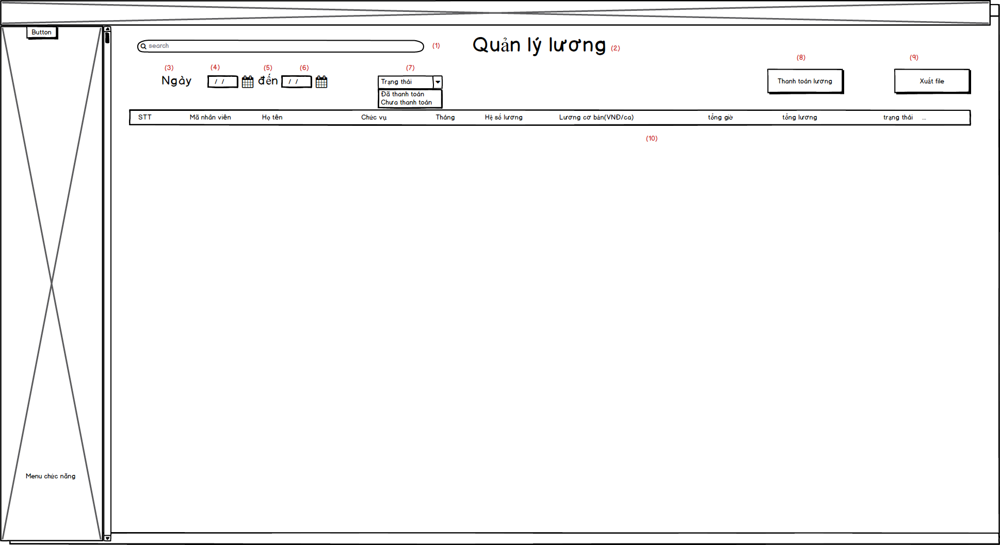 Button
search
(1)
Quản lý lương (2)
(8)
(9)
(3)
(4)
(5)
(6)
(7)
Ngày
/ /
đến
/ /
Trạng thái
Đã thanh toán
Chưa thanh toán
Thanh toán lương
Xuất file
STT Mã nhân viên Họ tên Chức vụ Tháng Hệ số lương Lương cơ bản(VNĐ/ca) tổng giờ tổng lương trạng thái ...
(10)
Menu chức năng